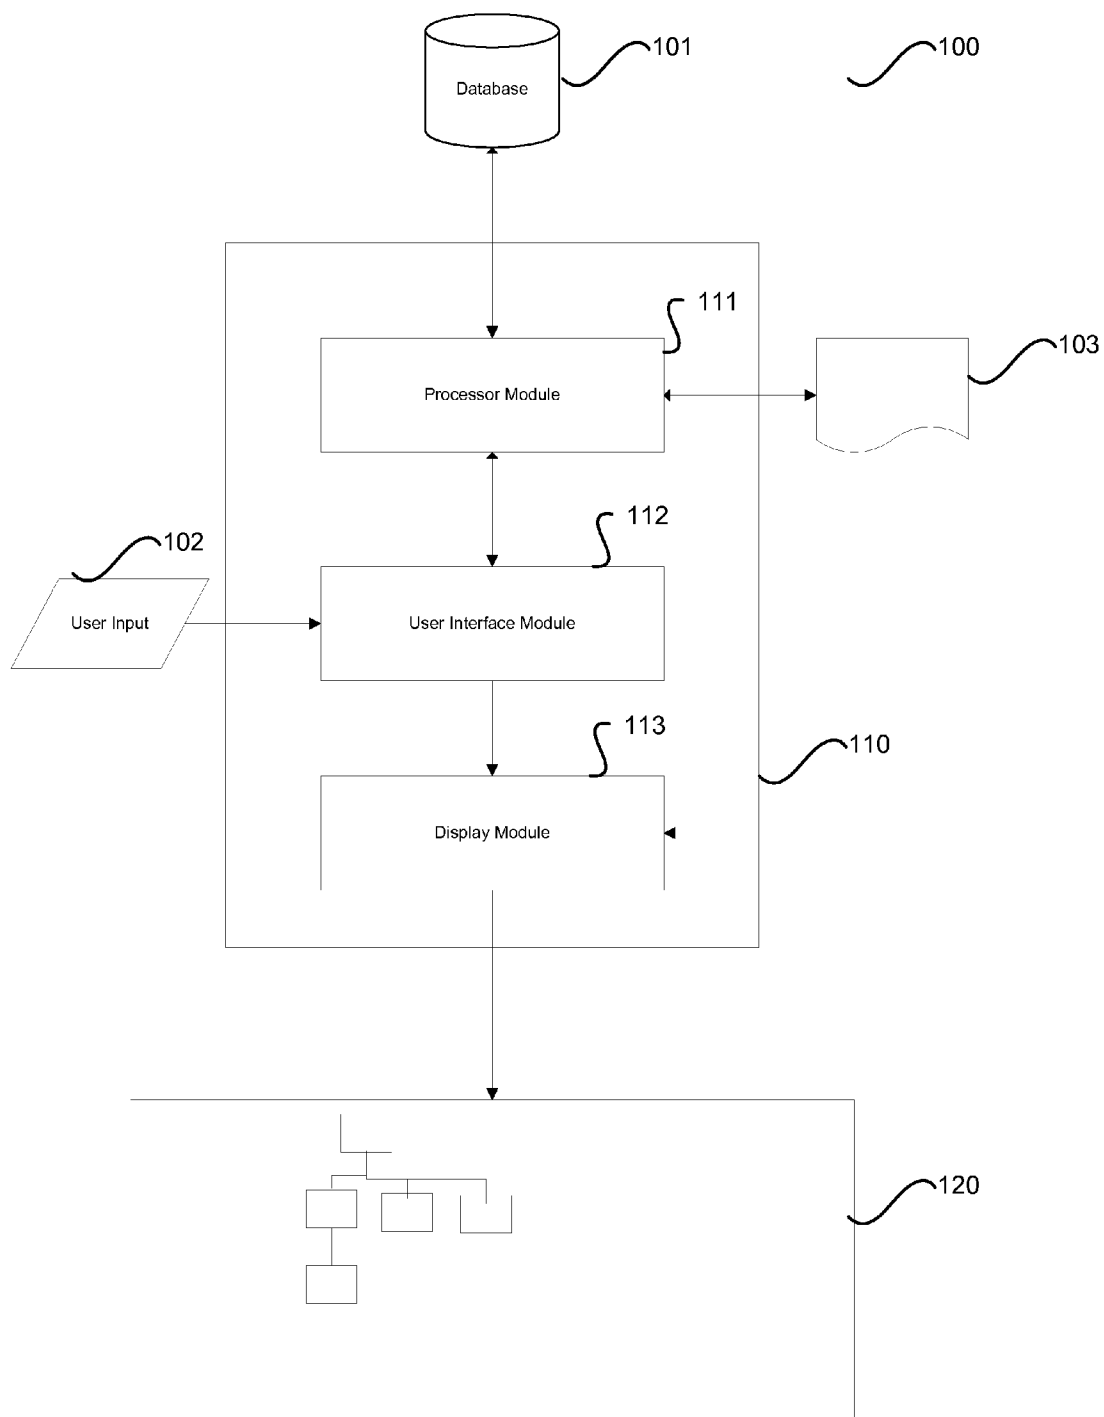 101
100
Database
111
103
Processor Module
112
102
User Input
User Interface Module
113
110
Display Module
120